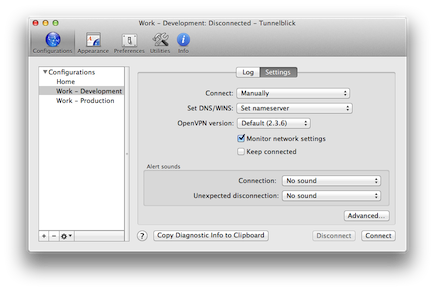 Work - Development: Disconnected - Tunnelblick
Configurations Appearance Preferences Utilities Info
Configurations
Home
Work - Development
Work - Production
Log Settings
Connect: Manually
Set DNS/WINS: Set nameserver
OpenVPN version: Default (2.3.6)
Monitor network settings
Keep connected
Alert sounds
Connection: No sound
Unexpected disconnection: No sound
Advanced...
+ - ? Copy Diagnostic Info to Clipboard Disconnect Connect